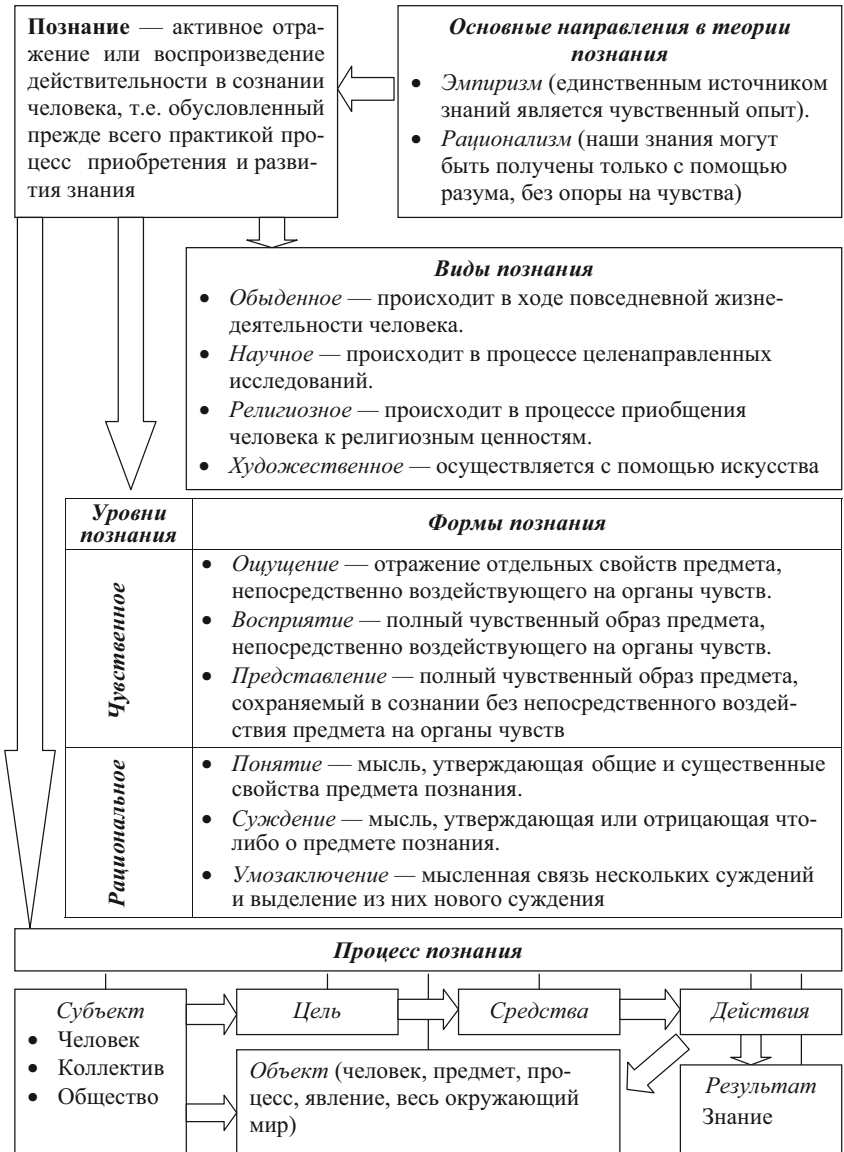 Познание — активное отра-
жение или воспроизведение
действительности в сознании
человека, т.е. обусловленный
прежде всего практикой про-
цесс приобретения и разви-
тия знания
Основные направления в теории
познания
• Эмпиризм (единственным источником
знаний является чувственный опыт).
• Рационализм (наши знания могут
быть получены только с помощью
разума, без опоры на чувства)
Виды познания
• Обыденное — происходит в ходе повседневной жизне-
деятельности человека.
• Научное — происходит в процессе целенаправленных
исследований.
• Религиозное — происходит в процессе приобщения
человека к религиозным ценностям.
• Художественное — осуществляется с помощью искусства
Уровни
познания
Формы познания
Чувственное
• Ощущение — отражение отдельных свойств предмета,
непосредственно воздействующего на органы чувств.
• Восприятие — полный чувственный образ предмета,
непосредственно воздействующего на органы чувств.
• Представление — полный чувственный образ предмета,
сохраняемый в сознании без непосредственного воздей-
ствия предмета на органы чувств
Рациональное
• Понятие — мысль, утверждающая общие и существенные
свойства предмета познания.
• Суждение — мысль, утверждающая или отрицающая что-
либо о предмете познания.
• Умозаключение — мысленная связь нескольких суждений
и выделение из них нового суждения
Процесс познания
Субъект
• Человек
• Коллектив
• Общество
Цель
Средства
Действия
Объект (человек, предмет, про-
цесс, явление, весь окружающий
мир)
Результат
Знание